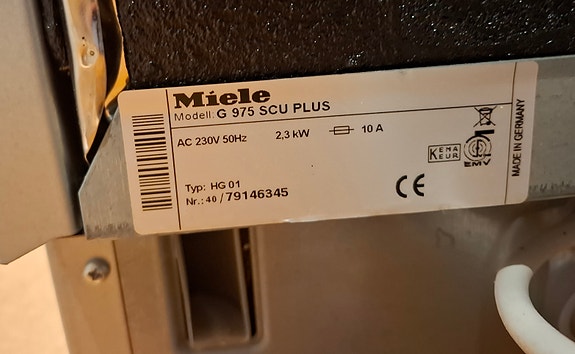 Miele
Modell: G 975 SCU PLUS
AC 230V 50Hz 2,3 kW 10 A
KEMA
KEUR
EMV
Typ: HG 01
Nr.: 40 / 79146345
CE
MADE IN GERMANY